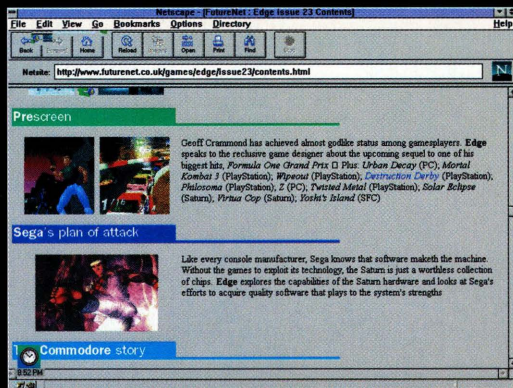 Netscape - [FutureNet : Edge Issue 23 Contents]
File Edit View Go Bookmarks Options Directory Help
Back Forward Home Reload Images Open Print Find Stop
Netsite: http://www.futurenet.co.uk/games/edge/issue23/contents.html
N
Prescreen
Geoff Crammond has achieved almost godlike status among gamesplayers. Edge
speaks to the reclusive game designer about the upcoming sequel to one of his
biggest hits, Formula One Grand Prix □ Plus: Urban Decay (PC); Mortal
Kombat 3 (PlayStation); Wipeout (PlayStation); Destruction Derby (PlayStation);
Philosoma (PlayStation); Z (PC); Twisted Metal (PlayStation); Solar Eclipse
(Saturn); Virtua Cop (Saturn); Yoshi's Island (SFC)
Sega's plan of attack
Like every console manufacturer, Sega knows that software maketh the machine.
Without the games to exploit its technology, the Saturn is just a worthless collection
of chips. Edge explores the capabilities of the Saturn hardware and looks at Sega's
efforts to acquire quality software that plays to the system's strengths
Commodore story
8:52 PM